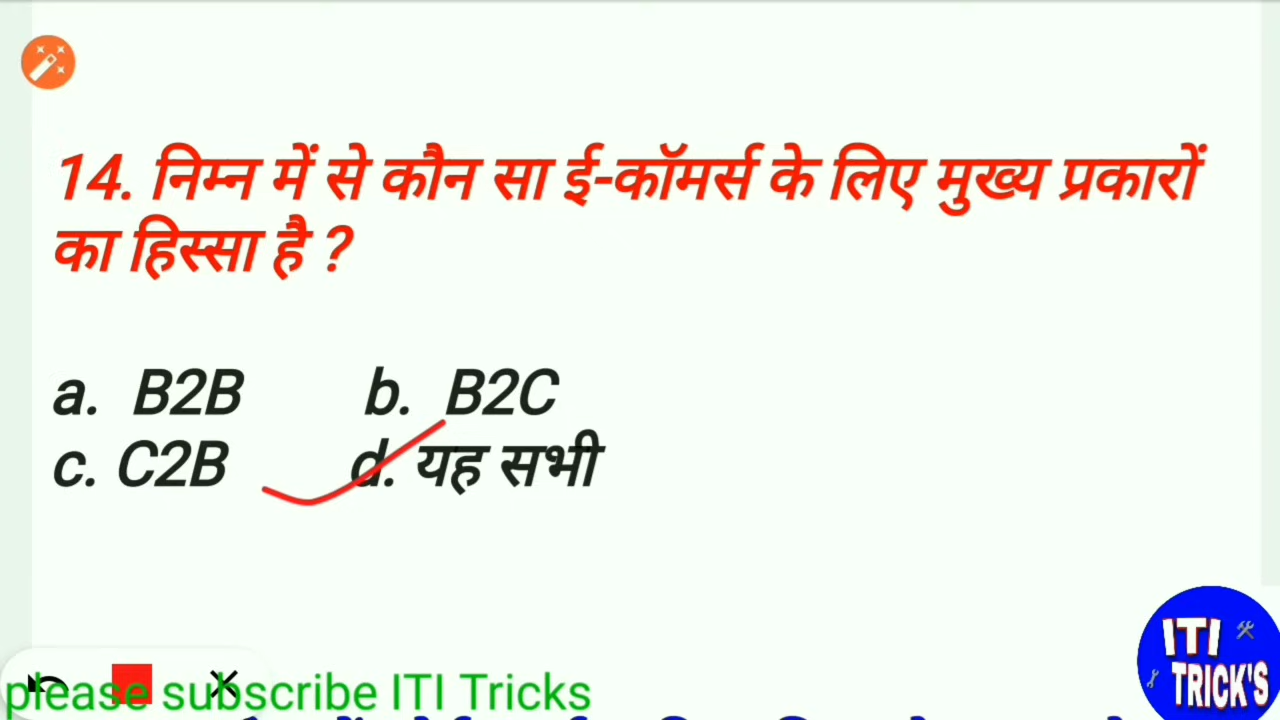 14. निम्न में से कौन सा ई-कॉमर्स के लिए मुख्य प्रकारों
का हिस्सा है ?
a. B2B b. B2C
c. C2B d. यह सभी
ITI
TRICK'S
please subscribe ITI Tricks